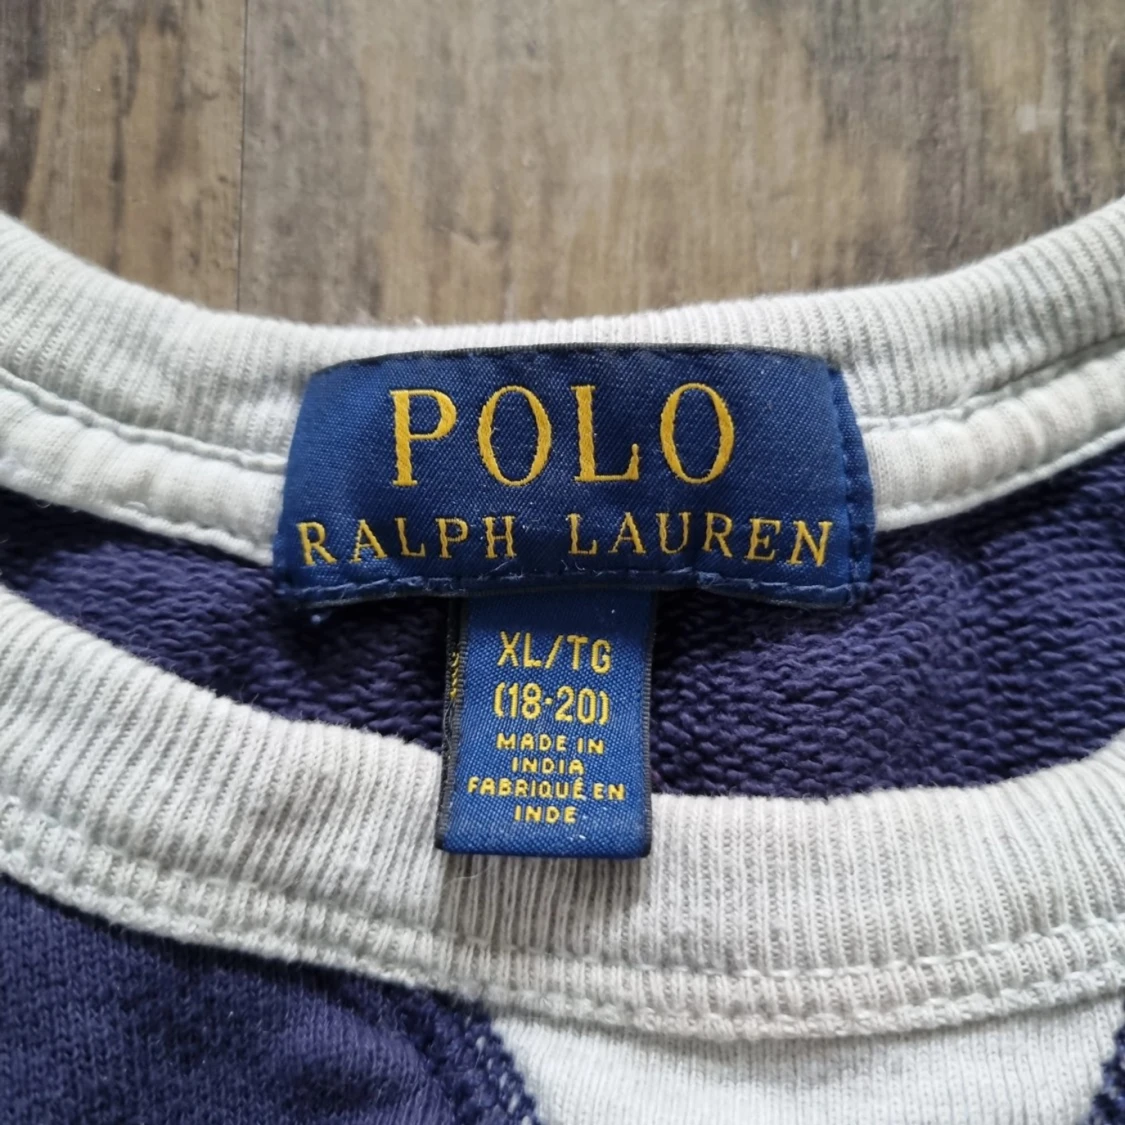 POLO
RALPH LAUREN
XL/TG
(18-20)
MADE IN
INDIA
FABRIQUÉ EN
INDE